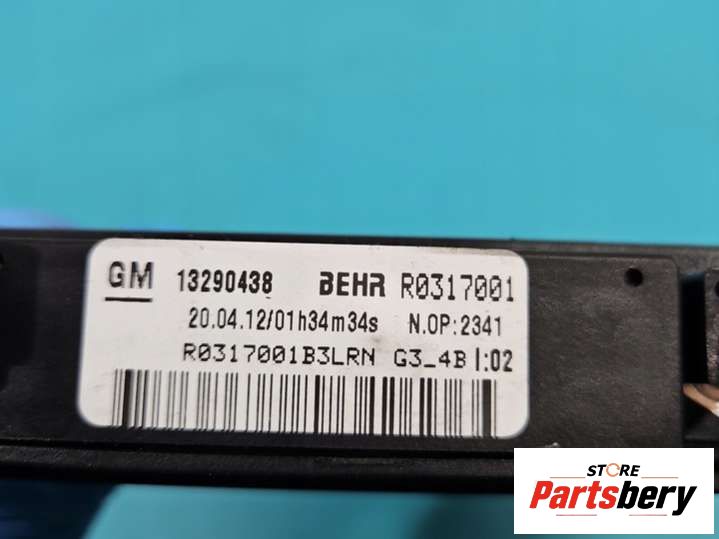 GM 13290438 BEHR R0317001
20.04.12/01h34m34s N.OP:2341
R0317001B3LRN G3_4B I:02
STORE
Partsbery